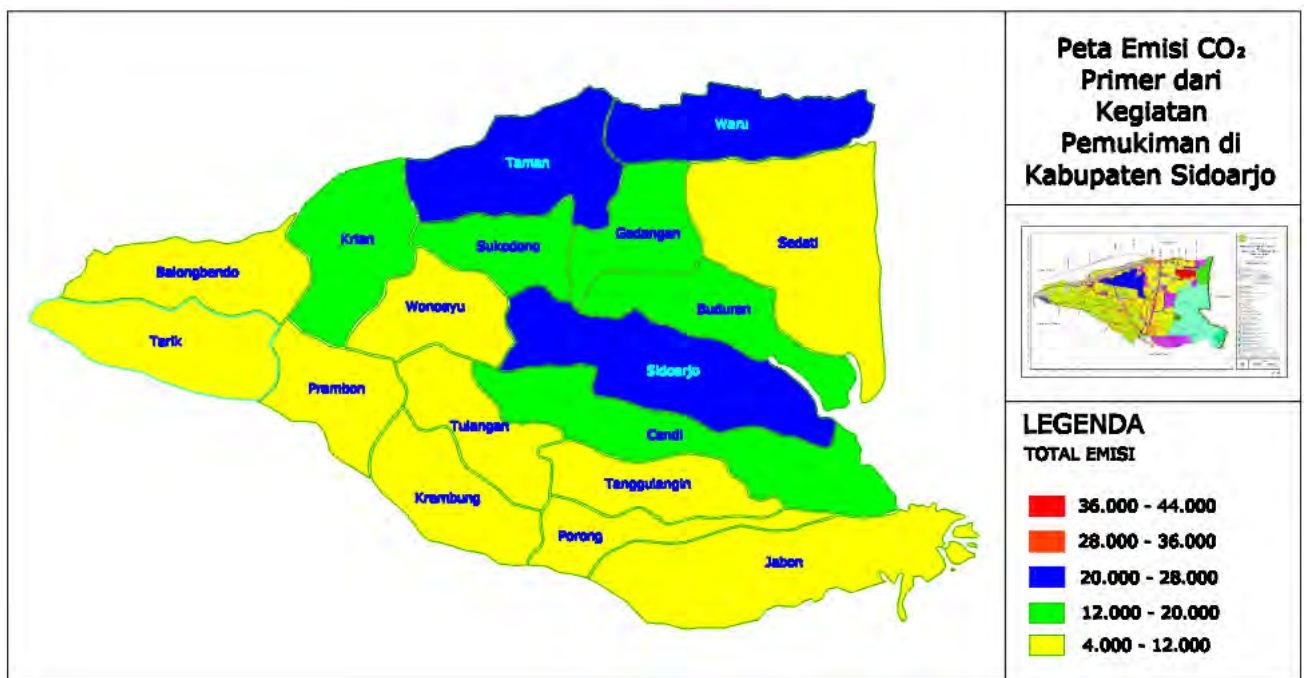 Peta Emisi CO₂
Primer dari
Kegiatan
Pemukiman di
Kabupaten Sidoarjo
Waru
Taman
Krian
Sukodono
Gedangan
Sedati
Balongbendo
Wonoayu
Buduran
Tarik
Sidoarjo
Prambon
Tulangan
Candi
Krembung
Tanggulangin
Porong
Jabon
LEGENDA
TOTAL EMISI
36.000 - 44.000
28.000 - 36.000
20.000 - 28.000
12.000 - 20.000
4.000 - 12.000